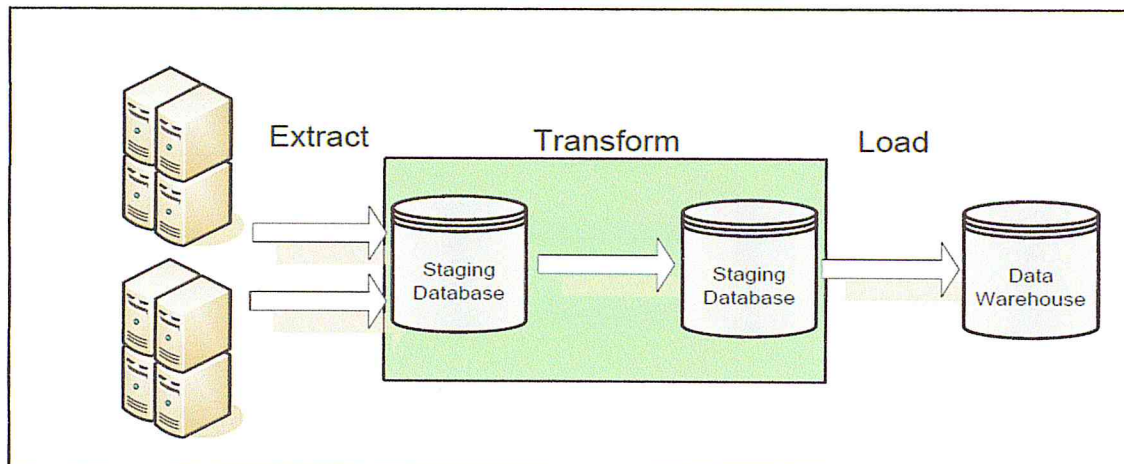 Extract
Transform
Load
Staging
Database
Staging
Database
Data
Warehouse